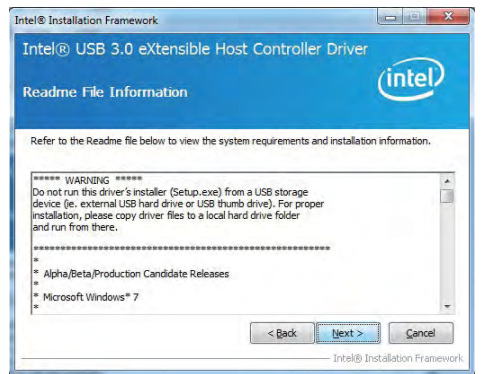 Intel® Installation Framework
Intel® USB 3.0 eXtensible Host Controller Driver
Readme File Information
intel
Refer to the Readme file below to view the system requirements and installation information.
***** WARNING *****
Do not run this driver's installer (Setup.exe) from a USB storage
device (ie. external USB hard drive or USB thumb drive). For proper
installation, please copy driver files to a local hard drive folder
and run from there.
*******************************************************
*
* Alpha/Beta/Production Candidate Releases
*
* Microsoft Windows* 7
*
< Back
Next >
Cancel
Intel® Installation Framework